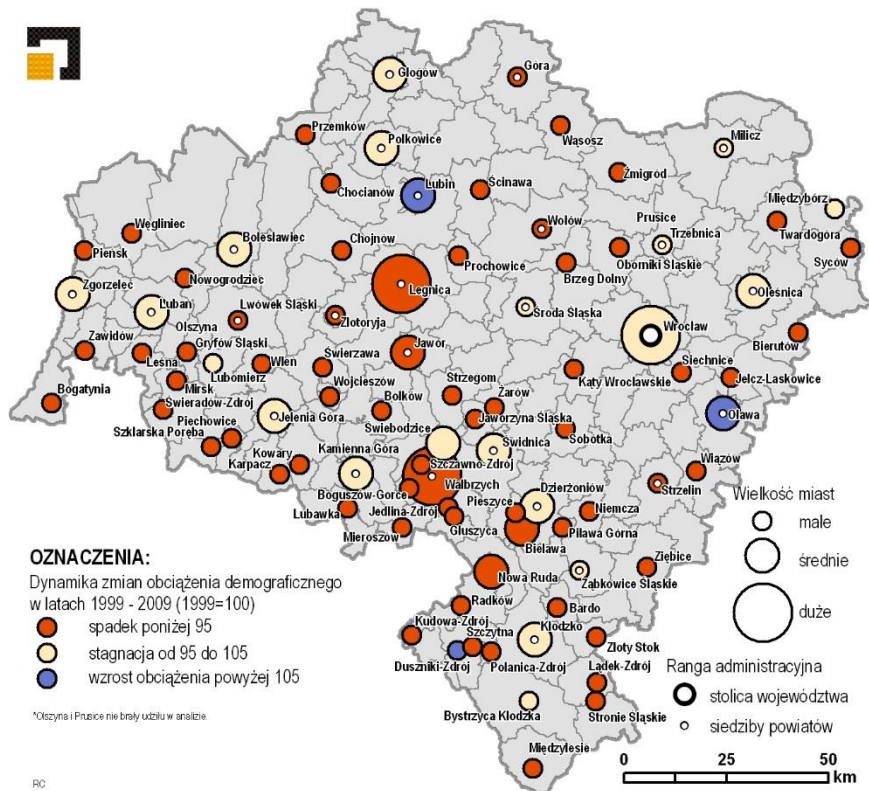 Głogów
Góra
Przemków
Wąsosz
Polkowice
Milicz
Żmigród
Chocianów
Lubin
Ścinawa
Międzybórz
Węgliniec
Wołów
Prusice
Trzebnica
Twardogóra
Pieńsk
Bolesławiec
Chojnów
Prochowice
Brzeg Dolny
Oborniki Śląskie
Syców
Zgorzelec
Nowogrodziec
Legnica
Oleśnica
Lubań
Lwówek Śląski
Złotoryja
Środa Śląska
Wrocław
Olszyna
Zawidów
Gryfów Śląski
Jawor
Bierutów
Leśna
Lubomierz
Wleń
Świerzawa
Siechnice
Mirsk
Wojcieszów
Strzegom
Kąty Wrocławskie
Jelcz-Laskowice
Bogatynia
Świeradów-Zdrój
Bolków
Żarów
Piechowice
Jelenia Góra
Jaworzyna Śląska
Oława
Szklarska Poręba
Świebodzice
Sobótka
Kowary
Kamienna Góra
Świdnica
Karpacz
Szczawno-Zdrój
Wiązów
Boguszów-Gorce
Wałbrzych
Dzierżoniów
Strzelin
Lubawka
Jedlina-Zdrój
Pieszyce
Niemcza
Mieroszów
Głuszyca
Piława Górna
Bielawa
Ziębice
Nowa Ruda
Ząbkowice Śląskie
Radków
Bardo
Kudowa-Zdrój
Szczytna
Kłodzko
Złoty Stok
Duszniki-Zdrój
Polanica-Zdrój
Lądek-Zdrój
Bystrzyca Kłodzka
Stronie Śląskie
Międzylesie
OZNACZENIA:
Dynamika zmian obciążenia demograficznego
w latach 1999 - 2009 (1999=100)
spadek poniżej 95
stagnacja od 95 do 105
wzrost obciążenia powyżej 105
*Olszyna i Prusice nie brały udziłu w analizie.
RC
Wielkość miast
małe
średnie
duże
Ranga administracyjna
stolica województwa
siedziby powiatów
0 25 50
km